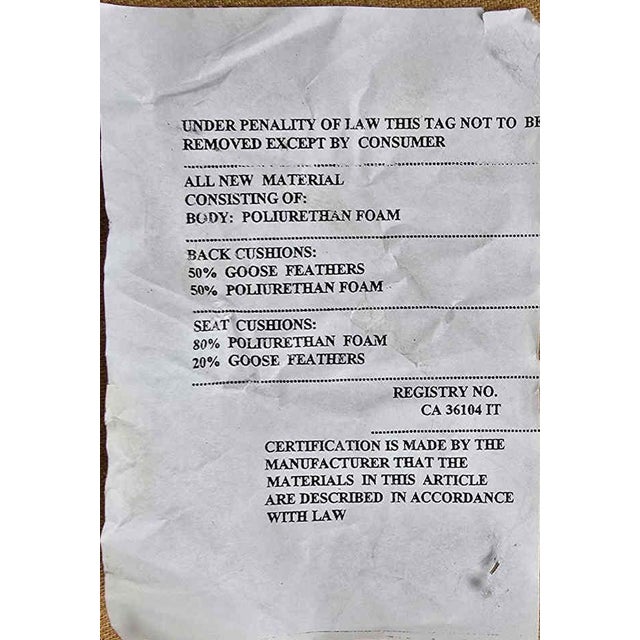 UNDER PENALITY OF LAW THIS TAG NOT TO BE
REMOVED EXCEPT BY CONSUMER
ALL NEW MATERIAL
CONSISTING OF:
BODY: POLIURETHAN FOAM
BACK CUSHIONS:
50% GOOSE FEATHERS
50% POLIURETHAN FOAM
SEAT CUSHIONS:
80% POLIURETHAN FOAM
20% GOOSE FEATHERS
REGISTRY NO.
CA 36104 IT
CERTIFICATION IS MADE BY THE
MANUFACTURER THAT THE
MATERIALS IN THIS ARTICLE
ARE DESCRIBED IN ACCORDANCE
WITH LAW